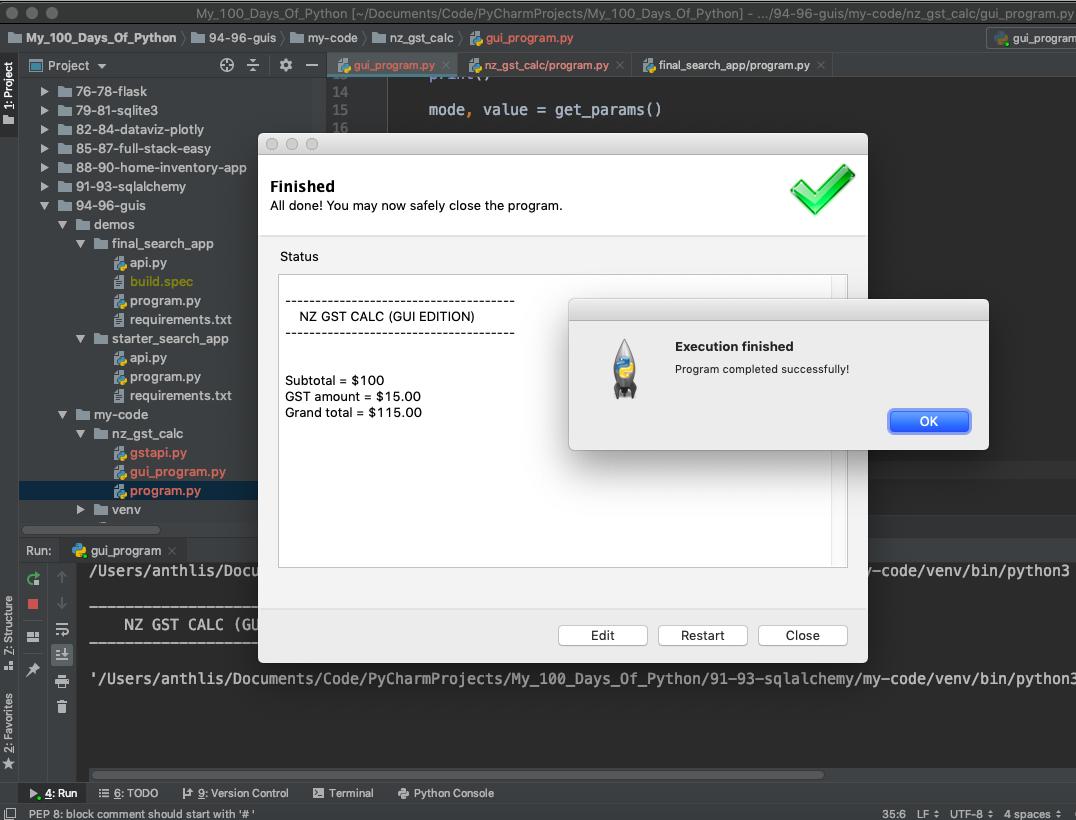 My_100_Days_Of_Python [~/Documents/Code/PyCharmProjects/My_100_Days_Of_Python] - .../94-96-guis/my-code/nz_gst_calc/gui_program.py
My_100_Days_Of_Python 94-96-guis my-code nz_gst_calc gui_program.py gui_program
Project gui_program.py nz_gst_calc/program.py final_search_app/program.py
1: Project
76-78-flask
79-81-sqlite3
82-84-dataviz-plotly
85-87-full-stack-easy
88-90-home-inventory-app
91-93-sqlalchemy
94-96-guis
demos
final_search_app
api.py
build.spec
program.py
requirements.txt
starter_search_app
api.py
program.py
requirements.txt
my-code
nz_gst_calc
gstapi.py
gui_program.py
program.py
venv
13 print()
14
15 mode, value = get_params()
16
Finished
All done! You may now safely close the program.
Status
--------------------------------------
NZ GST CALC (GUI EDITION)
--------------------------------------
Subtotal = $100
GST amount = $15.00
Grand total = $115.00
Execution finished
Program completed successfully!
OK
Edit Restart Close
Run: gui_program
/Users/anthlis/Docu y-code/venv/bin/python3
NZ GST CALC (GU
'/Users/anthlis/Documents/Code/PyCharmProjects/My_100_Days_Of_Python/91-93-sqlalchemy/my-code/venv/bin/python3
Z: Structure
2: Favorites
4: Run 6: TODO 9: Version Control Terminal Python Console
PEP 8: block comment should start with '# ' 35:6 LF UTF-8 4 spaces